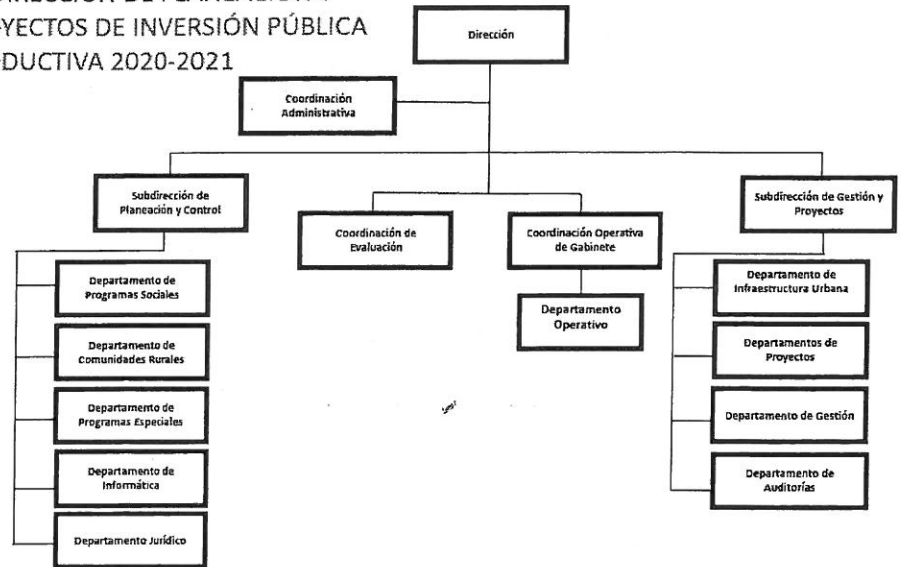 YECTOS DE INVERSIÓN PÚBLICA
DUCTIVA 2020-2021
Dirección
Coordinación
Administrativa
Subdirección de
Planeación y Control
Coordinación de
Evaluación
Coordinación Operativa
de Gabinete
Subdirección de Gestión y
Proyectos
Departamento de
Programas Sociales
Departamento de
Comunidades Rurales
Departamento de
Programas Especiales
Departamento de
Informática
Departamento Jurídico
Departamento
Operativo
Departamento de
Infraestructura Urbana
Departamentos de
Proyectos
Departamento de Gestión
Departamento de
Auditorías